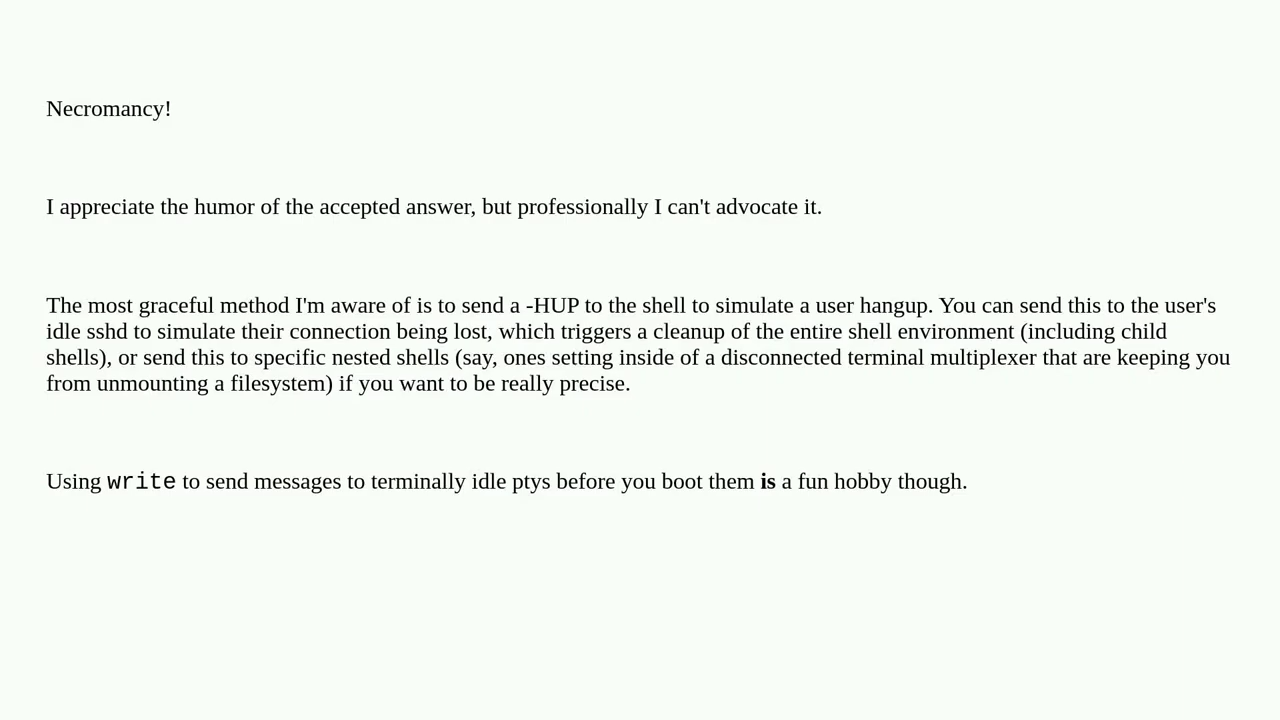 Necromancy!
I appreciate the humor of the accepted answer, but professionally I can't advocate it.
The most graceful method I'm aware of is to send a -HUP to the shell to simulate a user hangup. You can send this to the user's
idle sshd to simulate their connection being lost, which triggers a cleanup of the entire shell environment (including child
shells), or send this to specific nested shells (say, ones setting inside of a disconnected terminal multiplexer that are keeping you
from unmounting a filesystem) if you want to be really precise.
Using write to send messages to terminally idle ptys before you boot them is a fun hobby though.